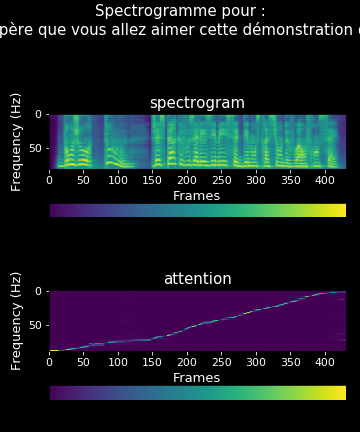 Spectrogramme pour :
père que vous allez aimer cette démonstration
spectrogram
Frequency (Hz)
0
50
0 50 100 150 200 250 300 350 400
Frames
attention
Frequency (Hz)
0
50
0 50 100 150 200 250 300 350 400
Frames